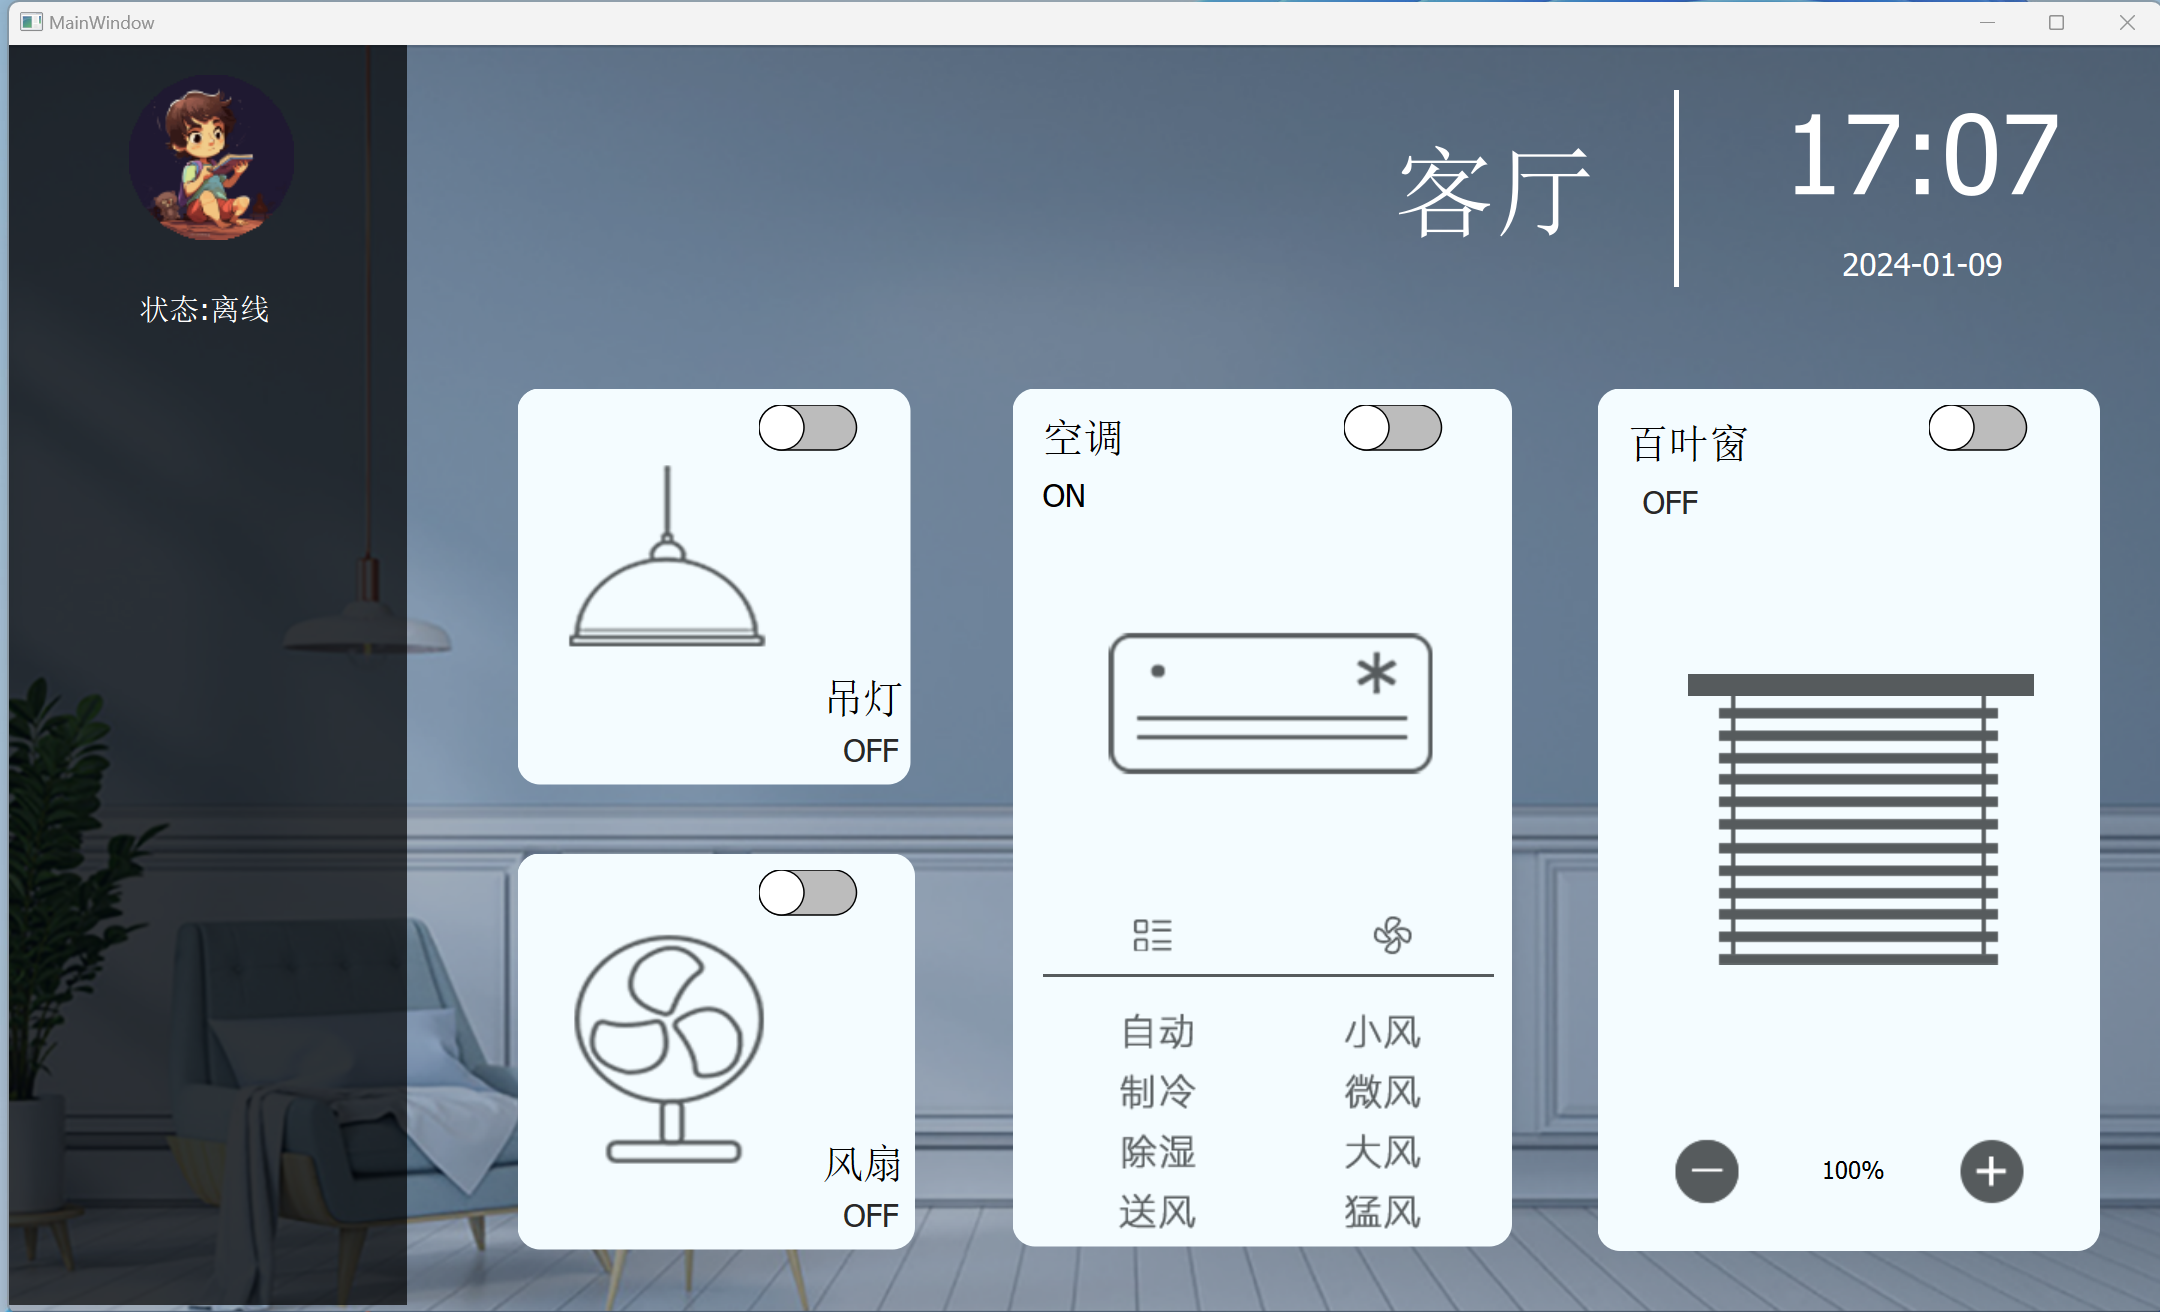 MainWindow
状态:离线
客厅
17:07
2024-01-09
吊灯
OFF
风扇
OFF
空调
ON
自动 小风
制冷 微风
除湿 大风
送风 猛风
百叶窗
OFF
100%